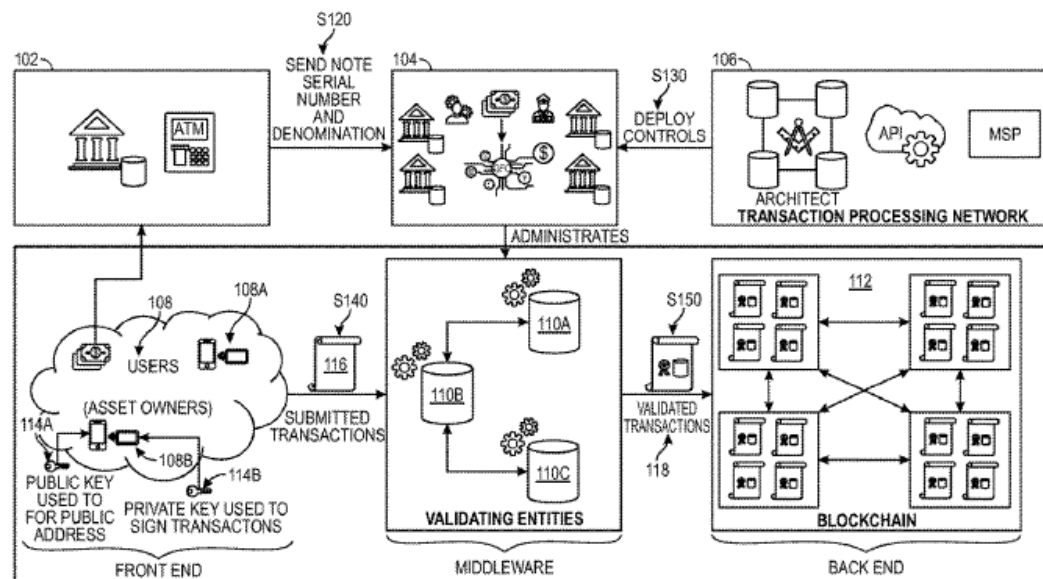 S120
102
SEND NOTE
SERIAL
NUMBER
AND
DENOMINATION
104
S130
DEPLOY
CONTROLS
106
ATM
$
API
MSP
ARCHITECT
TRANSACTION PROCESSING NETWORK
ADMINISTRATES
108
108A
USERS
(ASSET OWNERS)
114A
108B
114B
PUBLIC KEY
USED TO
FOR PUBLIC
ADDRESS
PRIVATE KEY USED TO
SIGN TRANSACTONS
FRONT END
S140
116
SUBMITTED
TRANSACTIONS
110A
110B
110C
VALIDATING ENTITIES
MIDDLEWARE
S150
VALIDATED
TRANSACTIONS
118
112
BLOCKCHAIN
BACK END